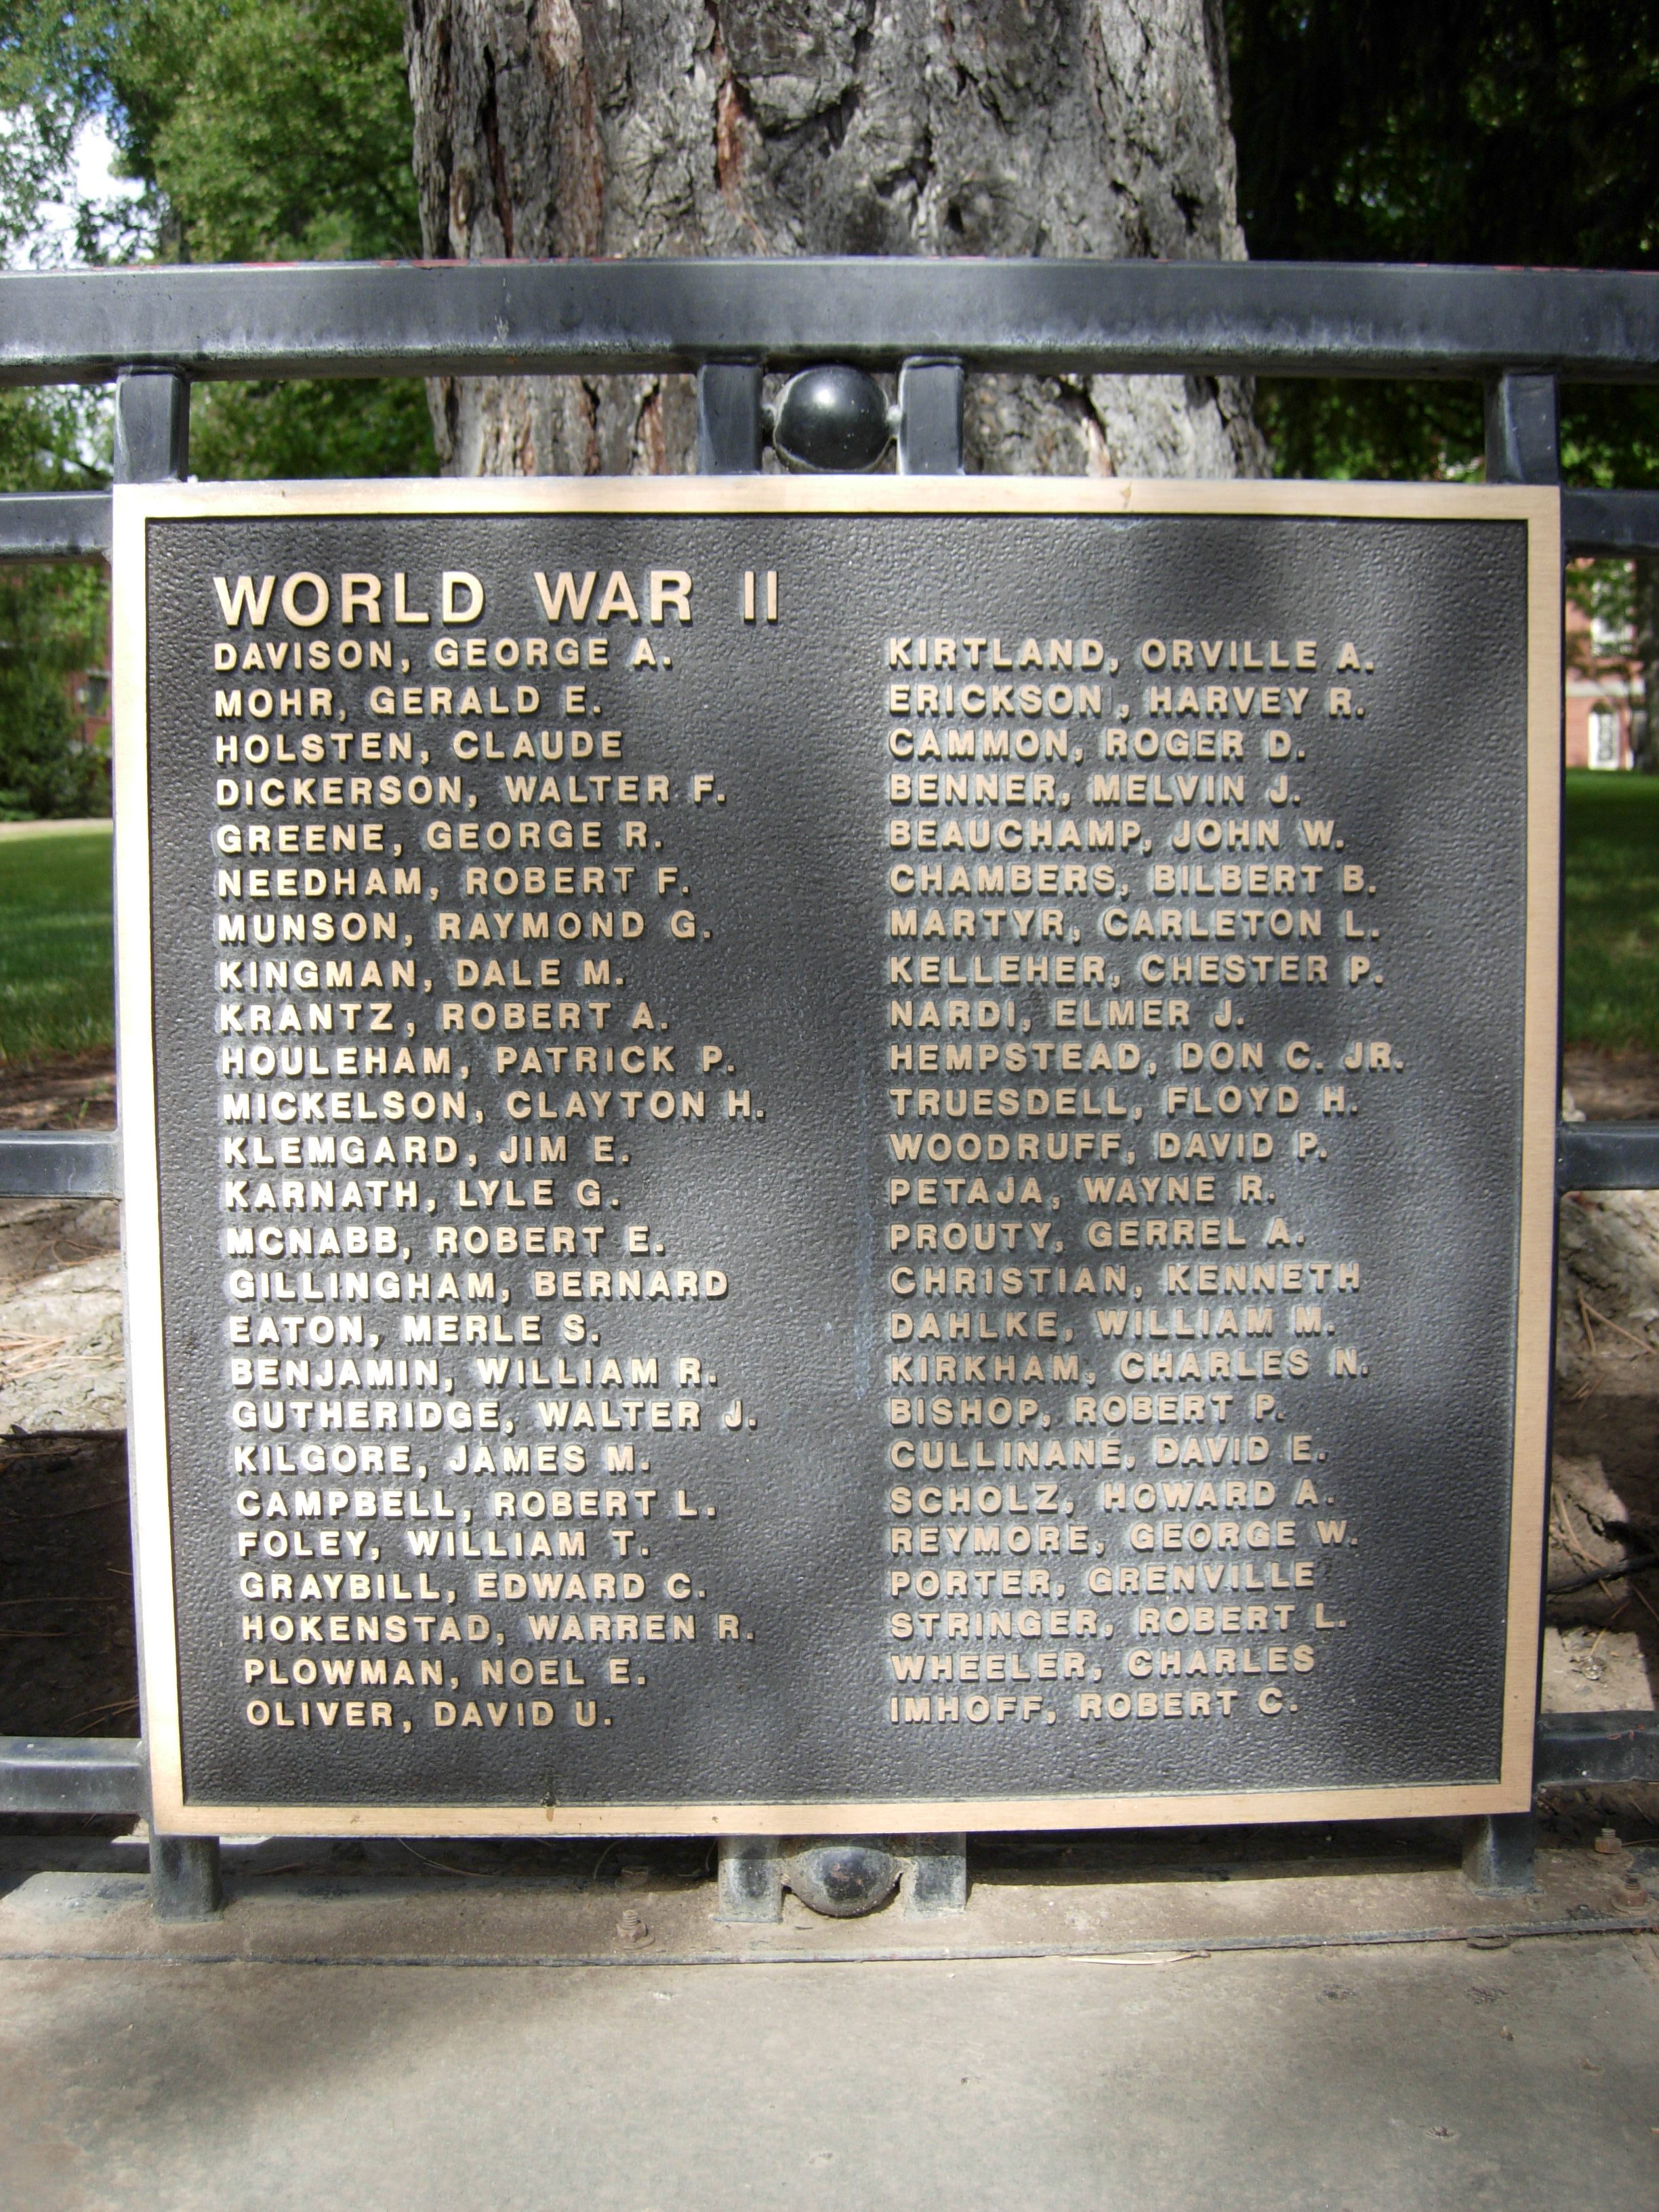 WORLD WAR II
DAVISON, GEORGE A.
MOHR, GERALD E.
HOLSTEN, CLAUDE
DICKERSON, WALTER F.
GREENE, GEORGE R.
NEEDHAM, ROBERT F.
MUNSON, RAYMOND G.
KINGMAN, DALE M.
KRANTZ, ROBERT A.
HOULEHAM, PATRICK P.
MICKELSON, CLAYTON H.
KLEMGARD, JIM E.
KARNATH, LYLE G.
MCNABB, ROBERT E.
GILLINGHAM, BERNARD
EATON, MERLE S.
BENJAMIN, WILLIAM R.
GUTHERIDGE, WALTER J.
KILGORE, JAMES M.
CAMPBELL, ROBERT L.
FOLEY, WILLIAM T.
GRAYBILL, EDWARD C.
HOKENSTAD, WARREN R.
PLOWMAN, NOEL E.
OLIVER, DAVID U.
KIRTLAND, ORVILLE A.
ERICKSON, HARVEY R.
CAMMON, ROGER D.
BENNER, MELVIN J.
BEAUCHAMP, JOHN W.
CHAMBERS, BILBERT B.
MARTYR, CARLETON L.
KELLEHER, CHESTER P.
NARDI, ELMER J.
HEMPSTEAD, DON C. JR.
TRUESDELL, FLOYD H.
WOODRUFF, DAVID P.
PETAJA, WAYNE R.
PROUTY, GERREL A.
CHRISTIAN, KENNETH
DAHLKE, WILLIAM M.
KIRKHAM, CHARLES N.
BISHOP, ROBERT P.
CULLINANE, DAVID E.
SCHOLZ, HOWARD A.
REYMORE, GEORGE W.
PORTER, GRENVILLE
STRINGER, ROBERT L.
WHEELER, CHARLES
IMHOFF, ROBERT C.